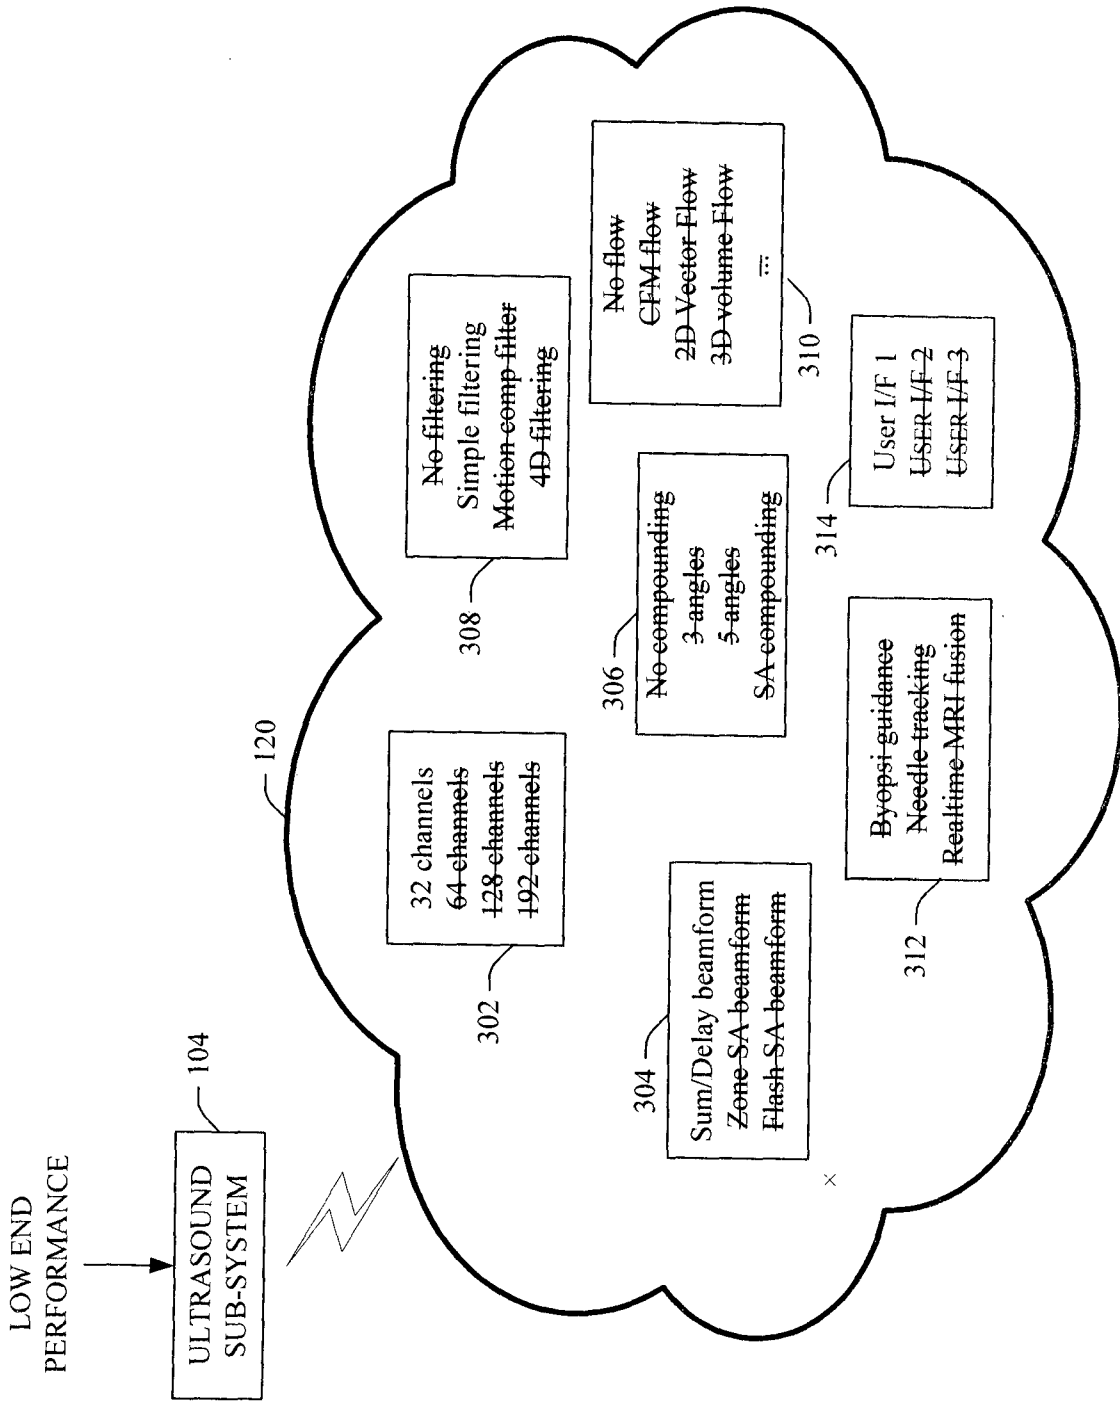 LOW END
PERFORMANCE
ULTRASOUND
SUB-SYSTEM
104
120
302
32 channels
64 channels
128 channels
192 channels
308
No filtering
Simple filtering
Motion comp filter
4D filtering
304
Sum/Delay beamform
Zone SA beamform
Flash SA beamform
306
No compounding
3 angles
5 angles
SA compounding
310
No flow
CFM flow
2D Vector Flow
3D volume Flow
...
312
Byopsi guidance
Needle tracking
Realtime MRI fusion
314
User I/F 1
USER I/F 2
USER I/F 3